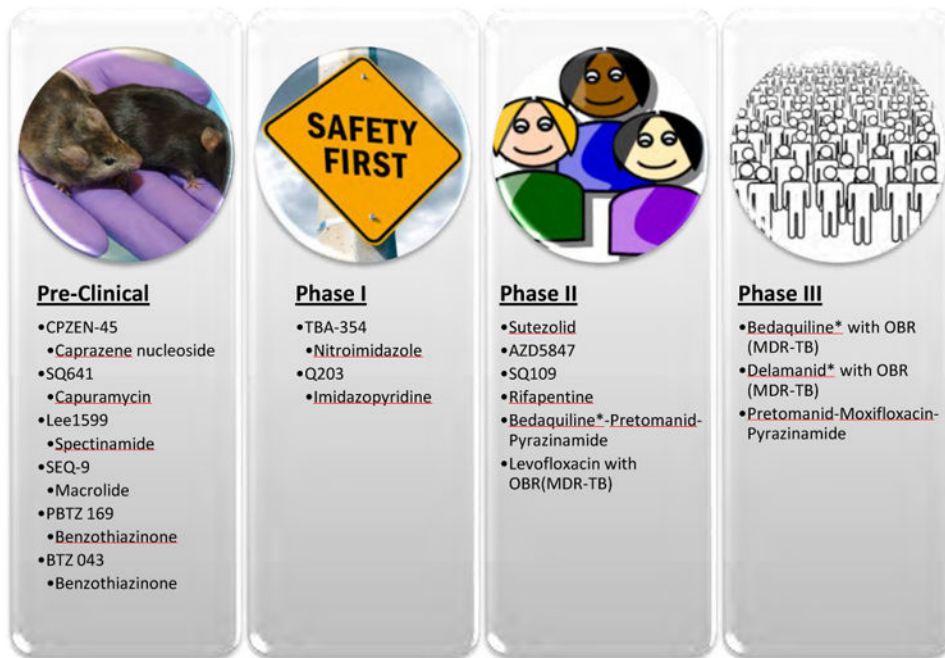 SAFETY
FIRST
Pre-Clinical
•CPZEN-45
•Caprazene nucleoside
•SQ641
•Capuramycin
•Lee1599
•Spectinamide
•SEQ-9
•Macrolide
•PBTZ 169
•Benzothiazinone
•BTZ 043
•Benzothiazinone
Phase I
•TBA-354
•Nitroimidazole
•Q203
•Imidazopyridine
Phase II
•Sutezolid
•AZD5847
•SQ109
•Rifapentine
•Bedaquiline*-Pretomanid-
Pyrazinamide
•Levofloxacin with
OBR(MDR-TB)
Phase III
•Bedaquiline* with OBR
(MDR-TB)
•Delamanid* with OBR
(MDR-TB)
•Pretomanid-Moxifloxacin-
Pyrazinamide